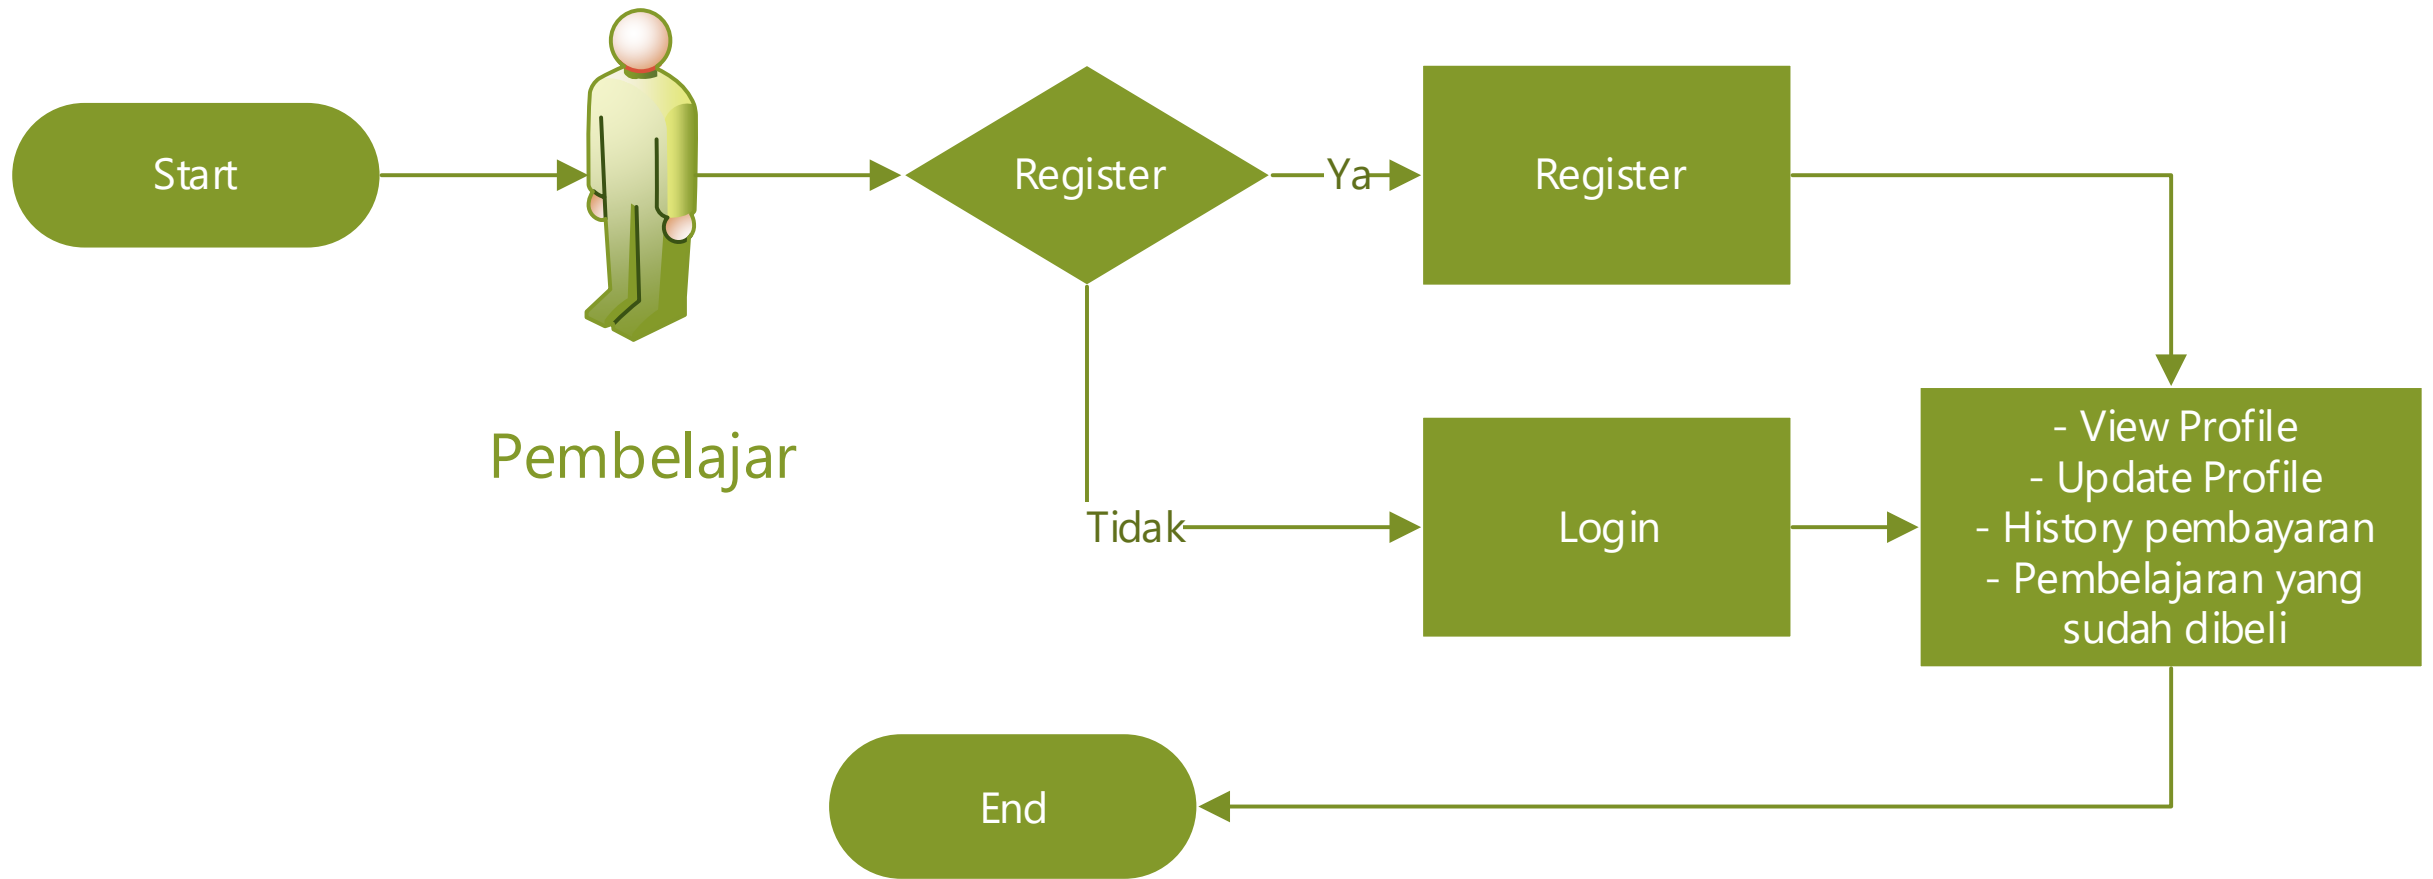 Start
Pembelajar
Register
Ya
Register
Tidak
Login
- View Profile
- Update Profile
- History pembayaran
- Pembelajaran yang
sudah dibeli
End